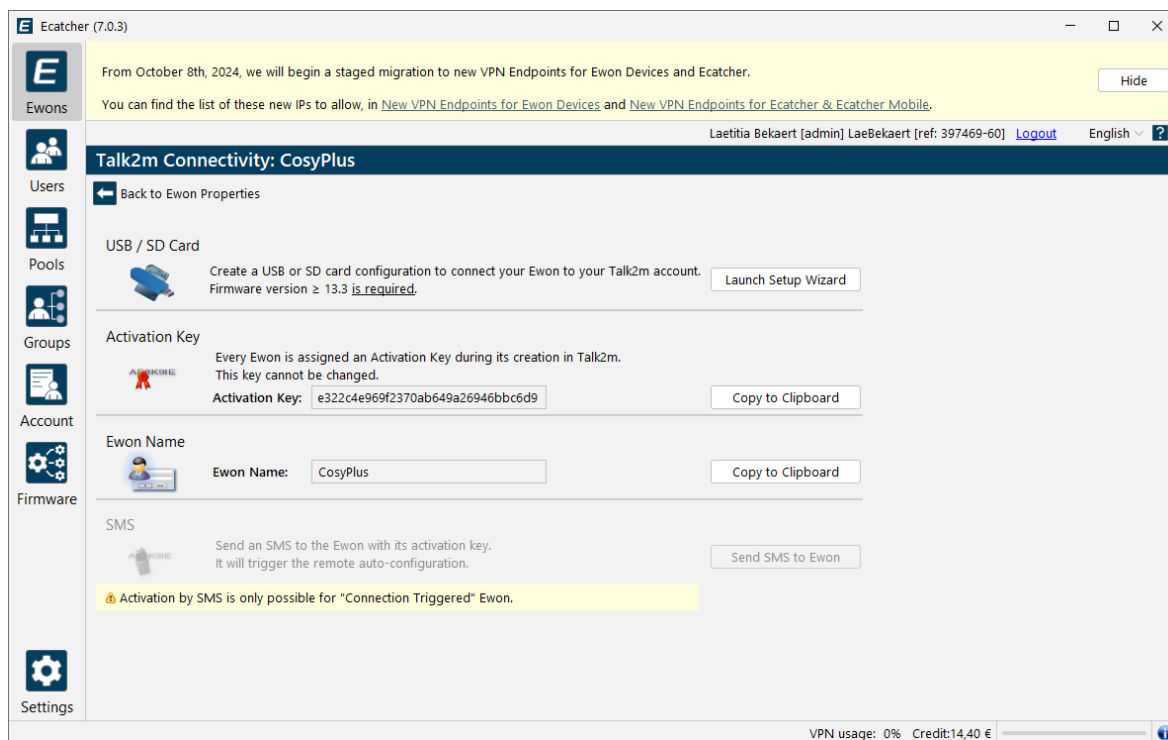 Ecatcher (7.0.3)
From October 8th, 2024, we will begin a staged migration to new VPN Endpoints for Ewon Devices and Ecatcher.
You can find the list of these new IPs to allow, in New VPN Endpoints for Ewon Devices and New VPN Endpoints for Ecatcher & Ecatcher Mobile.
Hide
Laetitia Bekaert [admin] LaeBekaert [ref: 397469-60] Logout English ?
Ewons
Users
Pools
Groups
Account
Firmware
Settings
Talk2m Connectivity: CosyPlus
Back to Ewon Properties
USB / SD Card
Create a USB or SD card configuration to connect your Ewon to your Talk2m account.
Firmware version ≥ 13.3 is required.
Launch Setup Wizard
Activation Key
Every Ewon is assigned an Activation Key during its creation in Talk2m.
This key cannot be changed.
Activation Key: e322c4e969f2370ab649a26946bbc6d9
Copy to Clipboard
Ewon Name
Ewon Name: CosyPlus
Copy to Clipboard
SMS
Send an SMS to the Ewon with its activation key.
It will trigger the remote auto-configuration.
Send SMS to Ewon
Activation by SMS is only possible for "Connection Triggered" Ewon.
VPN usage: 0% Credit:14,40 €